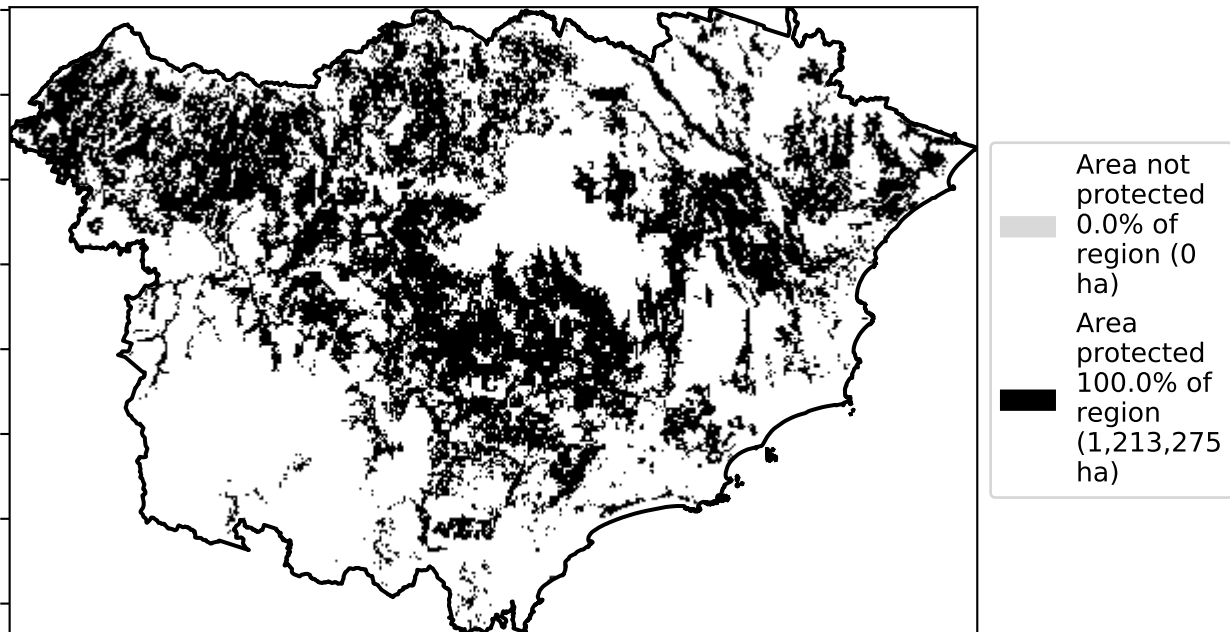 Area not
protected
0.0% of
region (0
ha)
Area
protected
100.0% of
region
(1,213,275
ha)